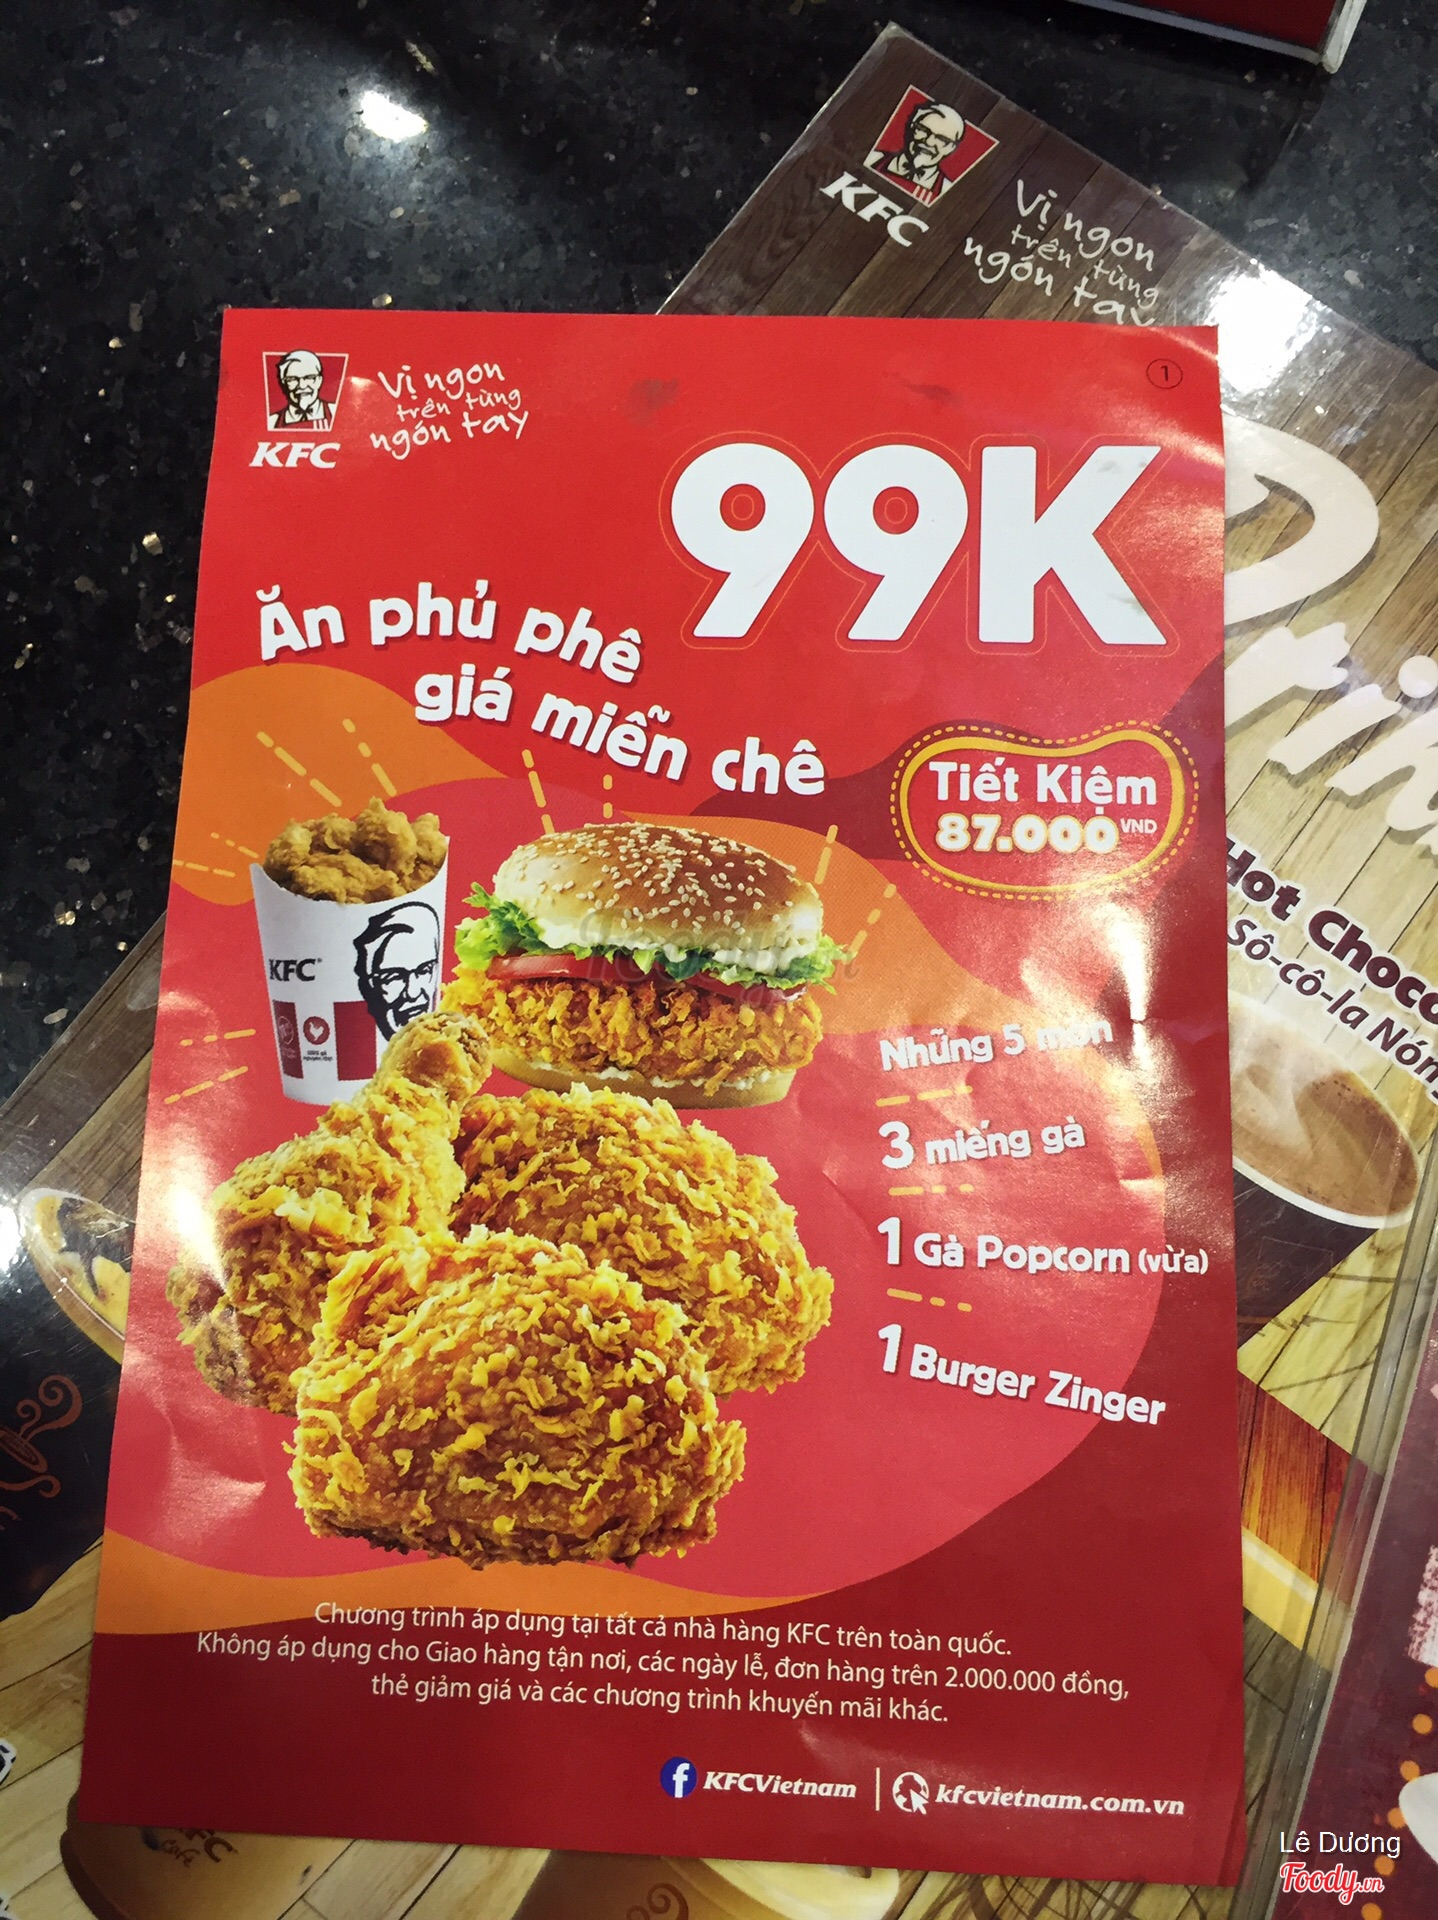 KFC
Vị ngon
trên từng
ngón tay
KFC
Vị ngon
trên từng
ngón tay
1
99K
Ăn phủ phê
giá miễn chê
Tiết Kiệm
87.000 VND
KFC
Những 5 món
3 miếng gà
1 Gà Popcorn (vừa)
1 Burger Zinger
Hot Choco
Sô-cô-la Nón
Chương trình áp dụng tại tất cả nhà hàng KFC trên toàn quốc.
Không áp dụng cho Giao hàng tận nơi, các ngày lễ, đơn hàng trên 2.000.000 đồng,
thẻ giảm giá và các chương trình khuyến mãi khác.
f KFCVietnam | kfcvietnam.com.vn
Lê Dương
Foody.vn